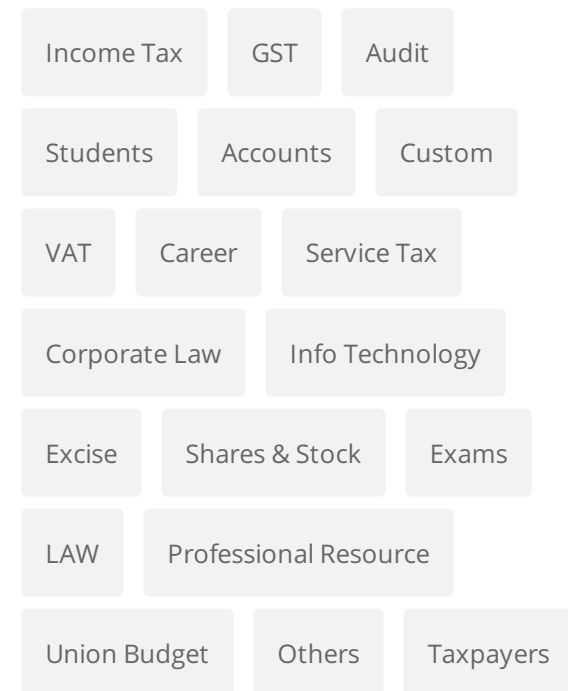 Income Tax GST Audit
Students Accounts Custom
VAT Career Service Tax
Corporate Law Info Technology
Excise Shares & Stock Exams
LAW Professional Resource
Union Budget Others Taxpayers